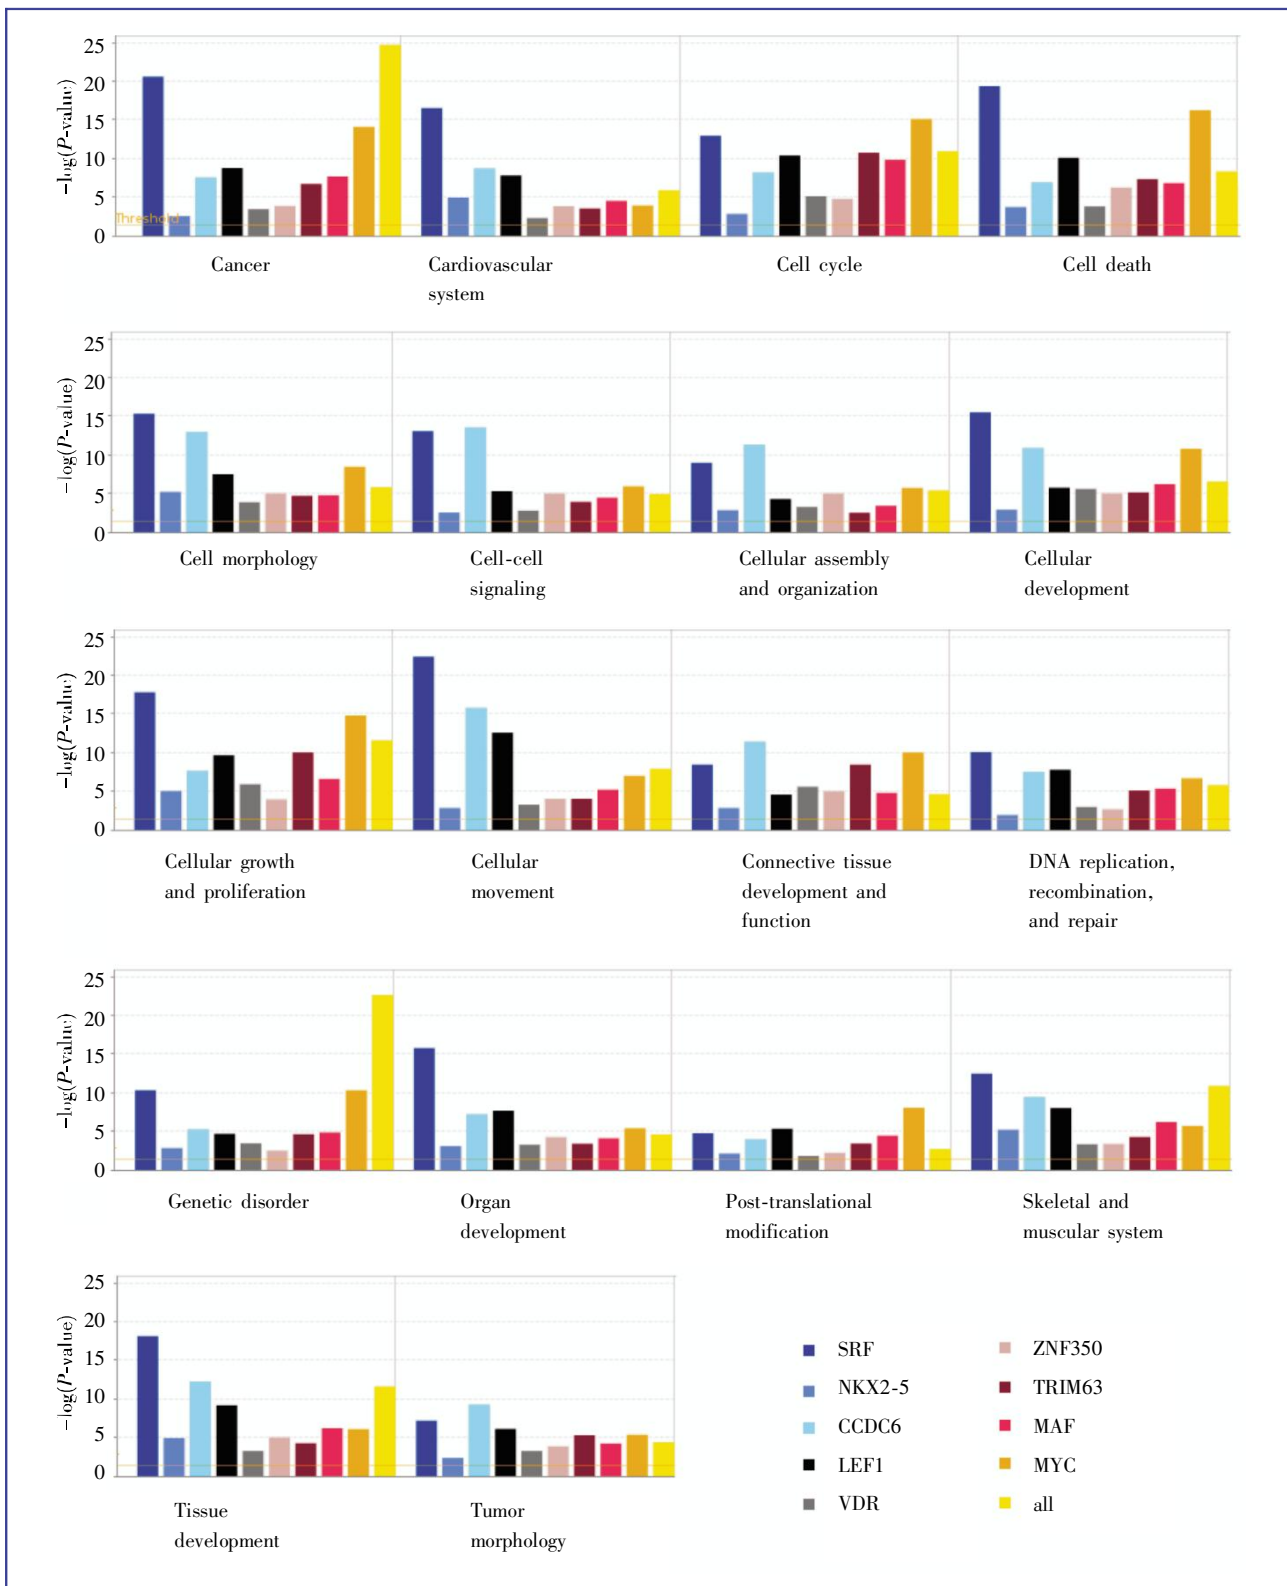 25
20
15
10
5
0
-log(P-value)
Threshold
Cancer
Cardiovascular
system
Cell cycle
Cell death
25
20
15
10
5
0
-log(P-value)
Cell morphology
Cell-cell
signaling
Cellular assembly
and organization
Cellular
development
25
20
15
10
5
0
-log(P-value)
Cellular growth
and proliferation
Cellular
movement
Connective tissue
development and
function
DNA replication,
recombination,
and repair
25
20
15
10
5
0
-log(P-value)
Genetic disorder
Organ
development
Post-translational
modification
Skeletal and
muscular system
25
20
15
10
5
0
-log(P-value)
Tissue
development
Tumor
morphology
SRF
NKX2-5
CCDC6
LEF1
VDR
ZNF350
TRIM63
MAF
MYC
all